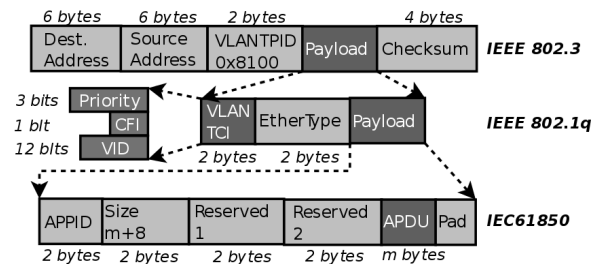 6 bytes 6 bytes 2 bytes 4 bytes
Dest. Address Source Address VLANTPID 0x8100 Payload Checksum IEEE 802.3
3 bits Priority
1 bIt CFI
12 bIts VID
VLAN TCI EtherType Payload IEEE 802.1q
2 bytes 2 bytes
APPID Size m+8 Reserved 1 Reserved 2 APDU Pad IEC61850
2 bytes 2 bytes 2 bytes 2 bytes m bytes